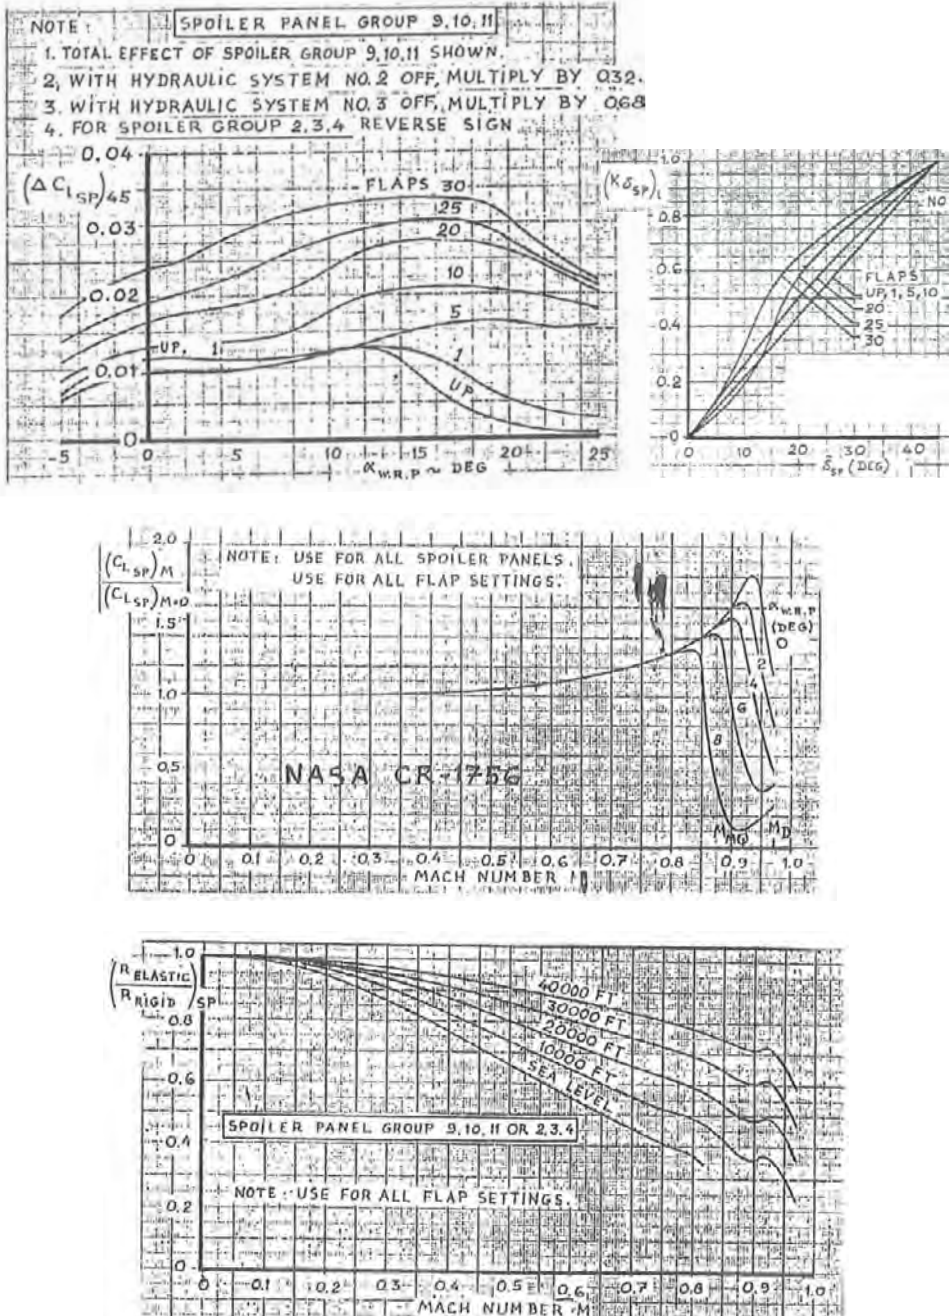 NOTE:
SPOILER PANEL GROUP 9,10,11
1. TOTAL EFFECT OF SPOILER GROUP 9,10,11 SHOWN.
2, WITH HYDRAULIC SYSTEM NO.2 OFF, MULTIPLY BY 0.32.
3. WITH HYDRAULIC SYSTEM NO.3 OFF, MULTIPLY BY 0.68
4. FOR SPOILER GROUP 2,3,4 REVERSE SIGN
0.04
(ΔC_L SP)45
0.03
0.02
0.01
0
FLAPS 30
25
20
10
5
UP, 1
1
UP
-5 0 5 10 15 20 25
α W.R.P ~ DEG
(K δSP)L
1.0
0.8
0.6
0.4
0.2
0
NO
FLAPS
UP,1,5,10
20
25
30
0 10 20 30 40
δSP (DEG)
2.0
(C_L SP)M
(C_L SP)M=0
1.5
1.0
0.5
0
NOTE: USE FOR ALL SPOILER PANELS.
USE FOR ALL FLAP SETTINGS.
α W.R.P
(DEG)
0
2
4
6
8
NASA CR-1756
MMO MD
0 0.1 0.2 0.3 0.4 0.5 0.6 0.7 0.8 0.9 1.0
MACH NUMBER M
(R ELASTIC
R RIGID)SP
1.0
0.8
0.6
0.4
0.2
0
40000 FT
30000 FT
20000 FT
10000 FT
SEA LEVEL
SPOILER PANEL GROUP 9,10,11 OR 2,3,4
NOTE: USE FOR ALL FLAP SETTINGS.
0 0.1 0.2 0.3 0.4 0.5 0.6 0.7 0.8 0.9 1.0
MACH NUMBER M